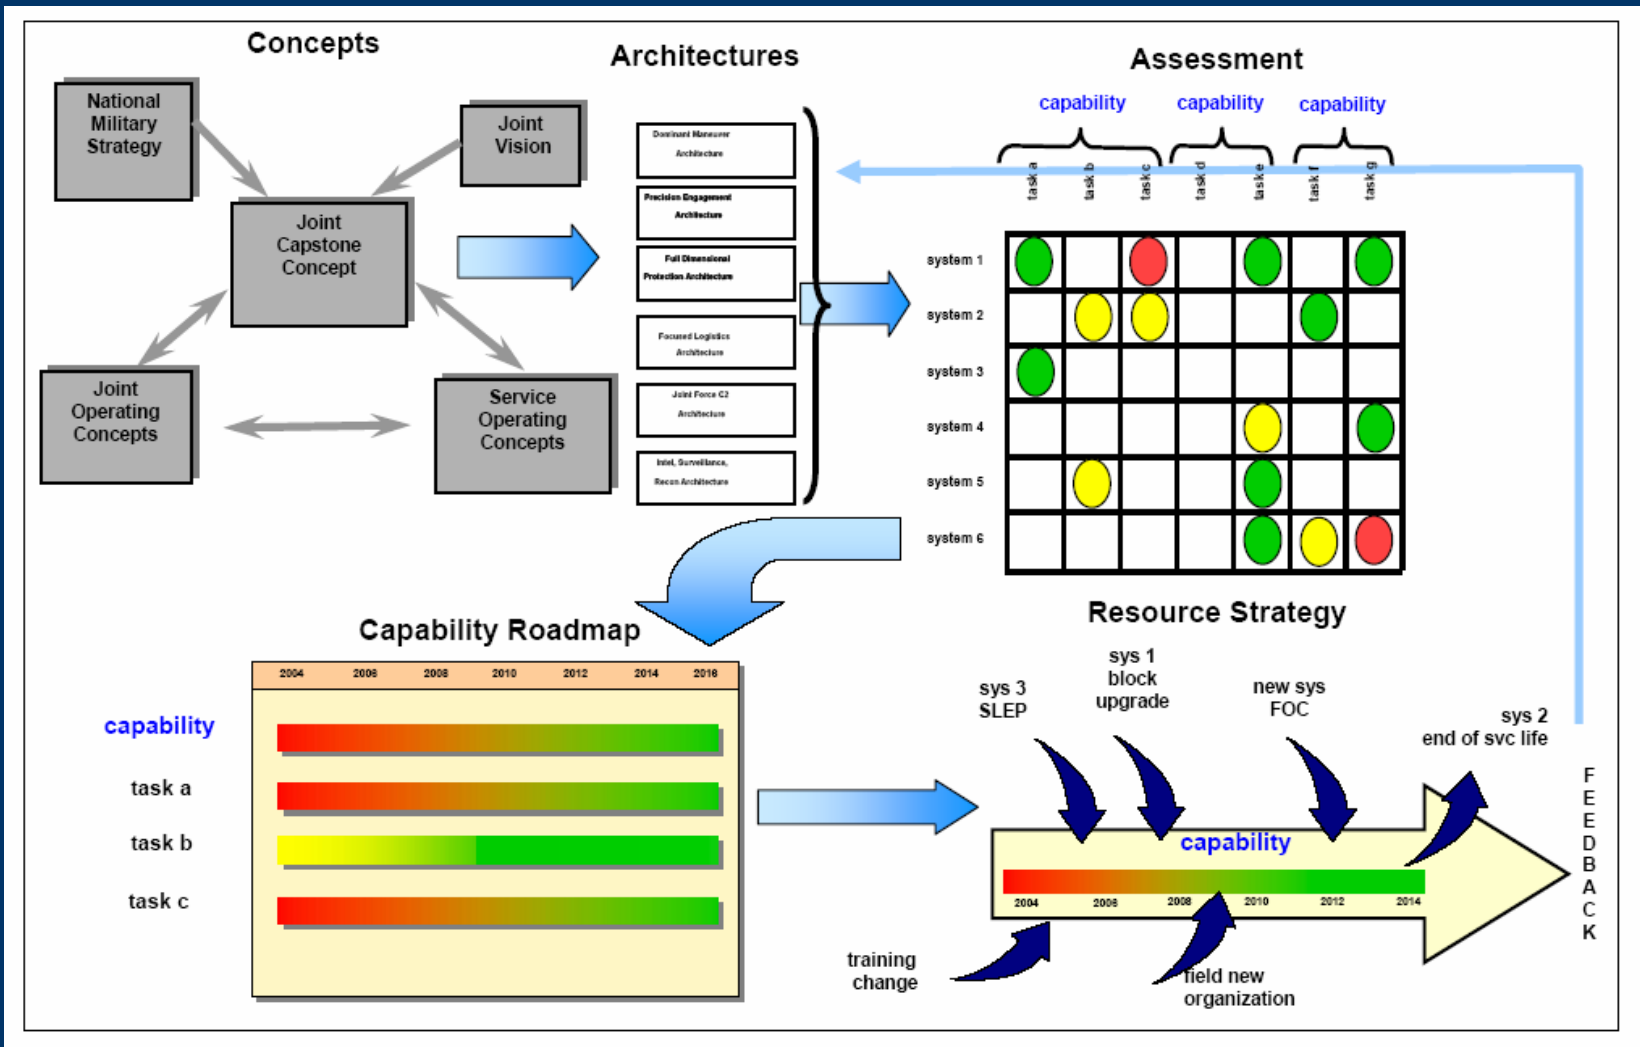 Concepts
National
Military
Strategy
Joint
Vision
Joint
Capstone
Concept
Joint
Operating
Concepts
Service
Operating
Concepts
Architectures
Dominant Maneuver
Architecture
Precision Engagement
Architecture
Full Dimensional
Protection Architecture
Focused Logistics
Architecture
Joint Force C2
Architecture
Intel, Surveillance,
Recon Architecture
Assessment
capability capability capability
task a task b task c task d task e task f task g
system 1
system 2
system 3
system 4
system 5
system 6
Capability Roadmap
2004 2006 2008 2010 2012 2014 2016
capability
task a
task b
task c
Resource Strategy
sys 3
SLEP
sys 1
block
upgrade
new sys
FOC
sys 2
end of svc life
capability
2004 2006 2008 2010 2012 2014
training
change
field new
organization
FEEDBACK